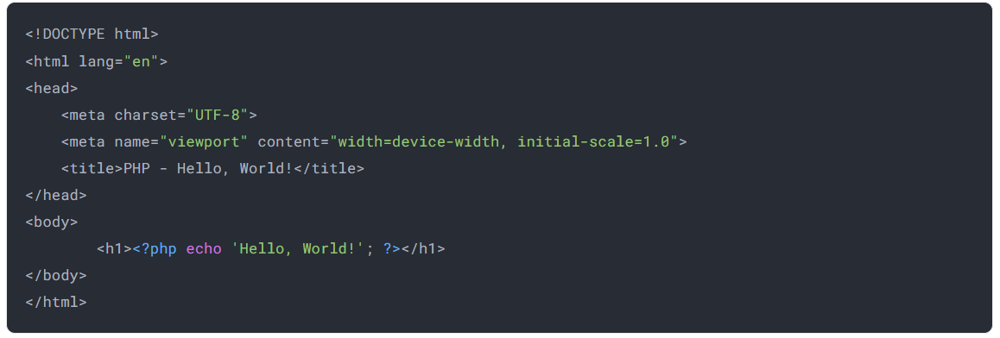 <!DOCTYPE html>
<html lang="en">
<head>
    <meta charset="UTF-8">
    <meta name="viewport" content="width=device-width, initial-scale=1.0">
    <title>PHP - Hello, World!</title>
</head>
<body>
        <h1><?php echo 'Hello, World!'; ?></h1>
</body>
</html>